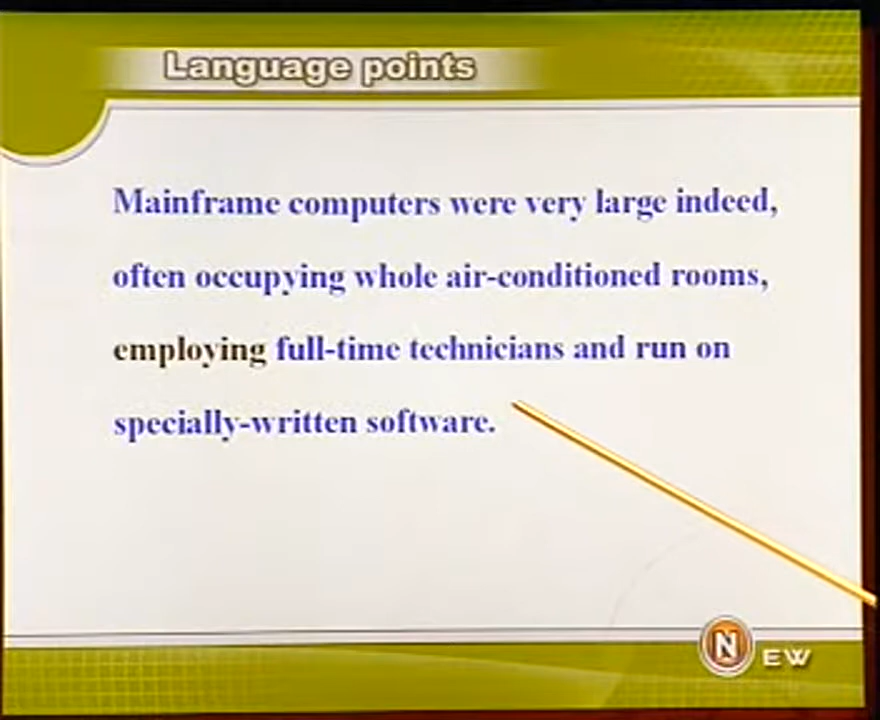 Language points
Mainframe computers were very large indeed,
often occupying whole air-conditioned rooms,
employing full-time technicians and run on
specially-written software.
N EW